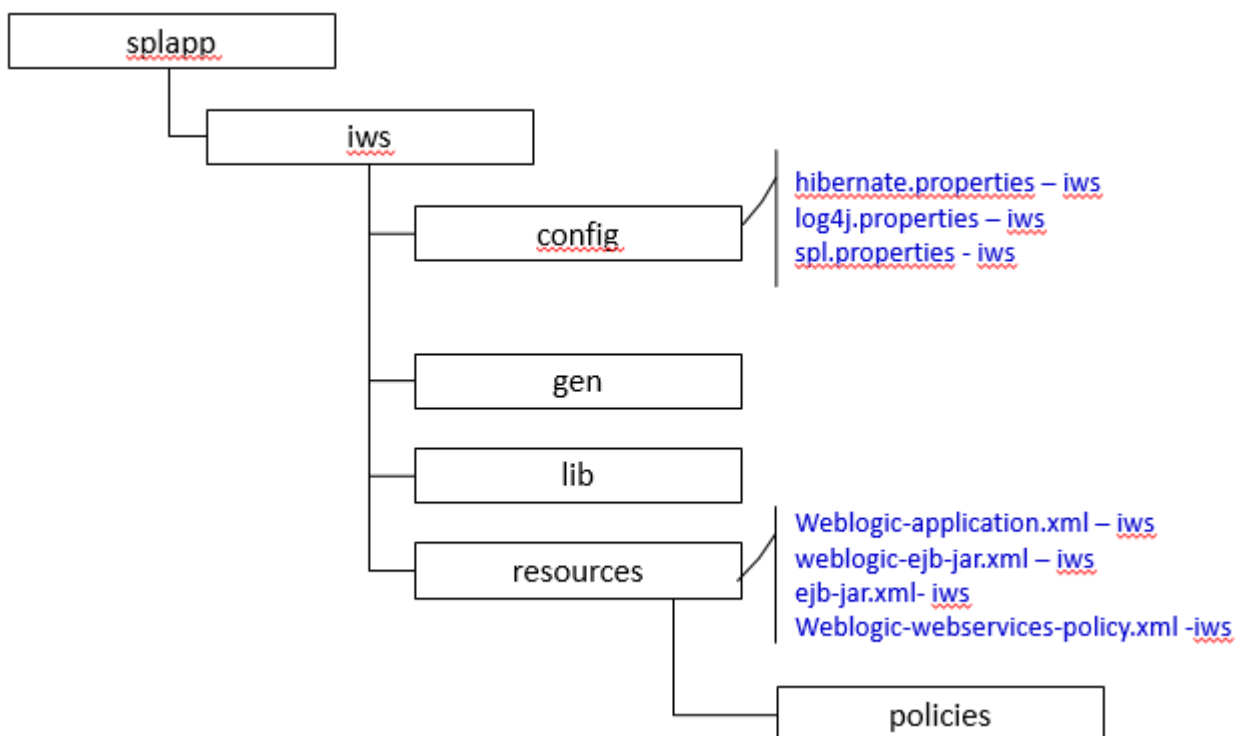 splapp
iws
config
hibernate.properties – iws
log4j.properties – iws
spl.properties - iws
gen
lib
resources
Weblogic-application.xml – iws
weblogic-ejb-jar.xml – iws
ejb-jar.xml- iws
Weblogic-webservices-policy.xml -iws
policies